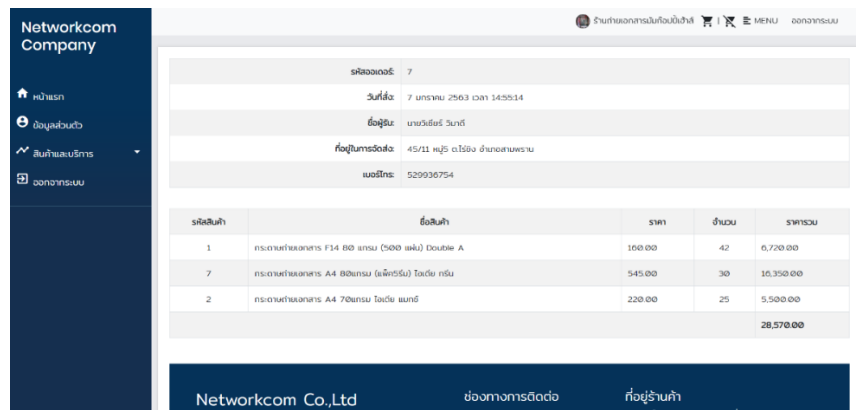 Networkcom
Company
ร้านถ่ายเอกสารมันก๊อปปี้เฮ้าส์ | MENU ออกจากระบบ
หน้าแรก
ข้อมูลส่วนตัว
สินค้าและบริการ
ออกจากระบบ
รหัสออเดอร์: 7
วันที่สั่ง: 7 มกราคม 2563 เวลา 14:55:14
ชื่อผู้รับ: นายวิเชียร์ วินาถี
ที่อยู่ในการจัดส่ง: 45/11 หมู่5 ต.ไร่ขิง อำเภอสามพราน
เบอร์โทร: 529936754
รหัสสินค้า ชื่อสินค้า ราคา จำนวน ราคารวม
1 กระดาษถ่ายเอกสาร F14 80 แกรม (500 แผ่น) Double A 160.00 42 6,720.00
7 กระดาษถ่ายเอกสาร A4 80แกรม (แพ็ก5รีม) ไอเดีย กรีน 545.00 30 16,350.00
2 กระดาษถ่ายเอกสาร A4 70แกรม ไอเดีย แมกซ์ 220.00 25 5,500.00
28,570.00
Networkcom Co.,Ltd ช่องทางการติดต่อ ที่อยู่ร้านค้า